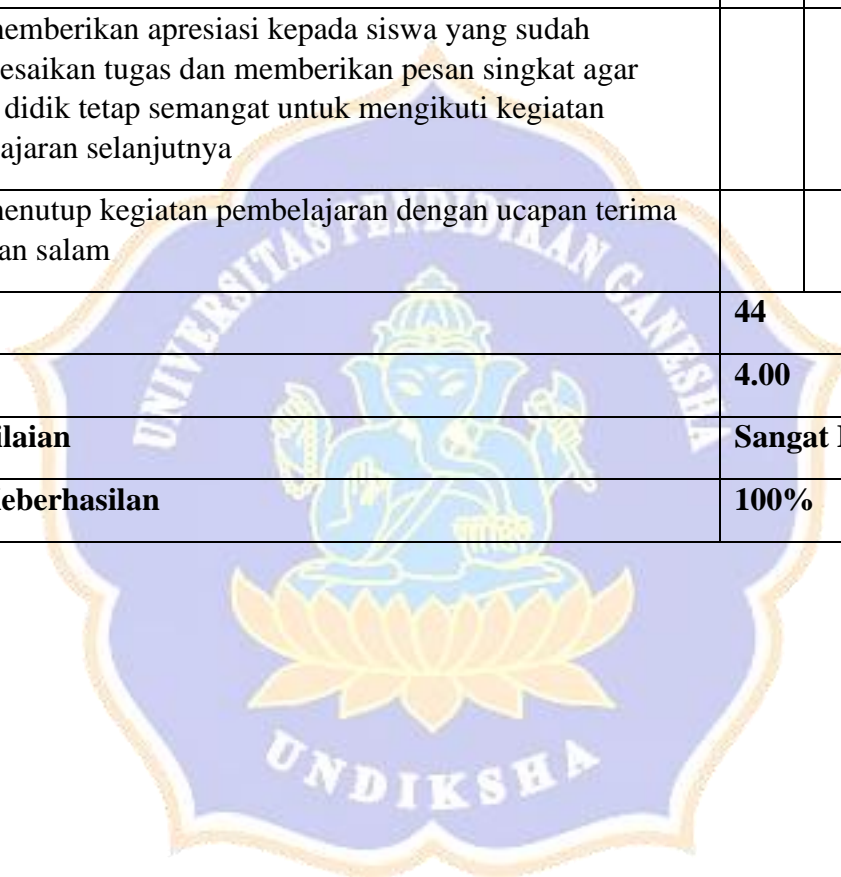 memberikan apresiasi kepada siswa yang sudah
esaikan tugas dan memberikan pesan singkat agar
didik tetap semangat untuk mengikuti kegiatan
ajaran selanjutnya
menutup kegiatan pembelajaran dengan ucapan terima
an salam
44
4.00
ilaian Sangat
eberhasilan 100%
UNIVERSITAS PENDIDIKAN GANESHA
UNDIKSHA